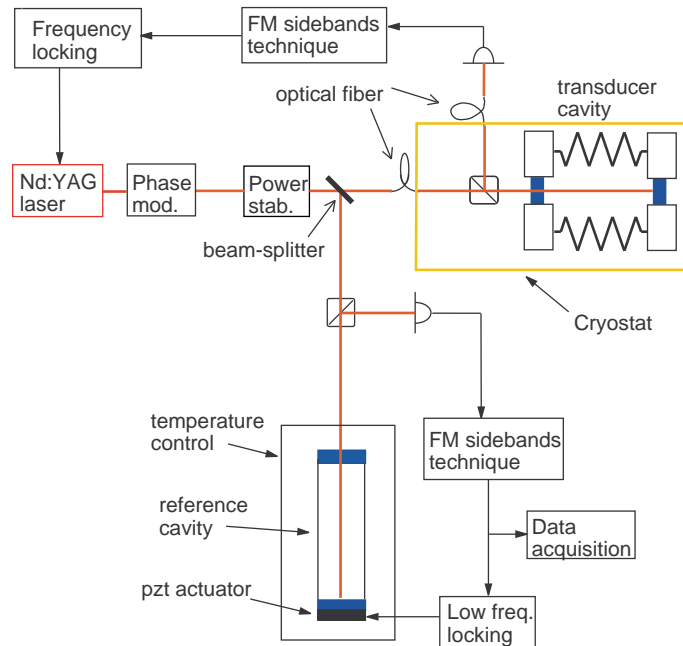 Frequency
locking
FM sidebands
technique
optical fiber
transducer
cavity
Nd:YAG
laser
Phase
mod.
Power
stab.
beam-splitter
Cryostat
temperature
control
FM sidebands
technique
reference
cavity
Data
acquisition
pzt actuator
Low freq.
locking